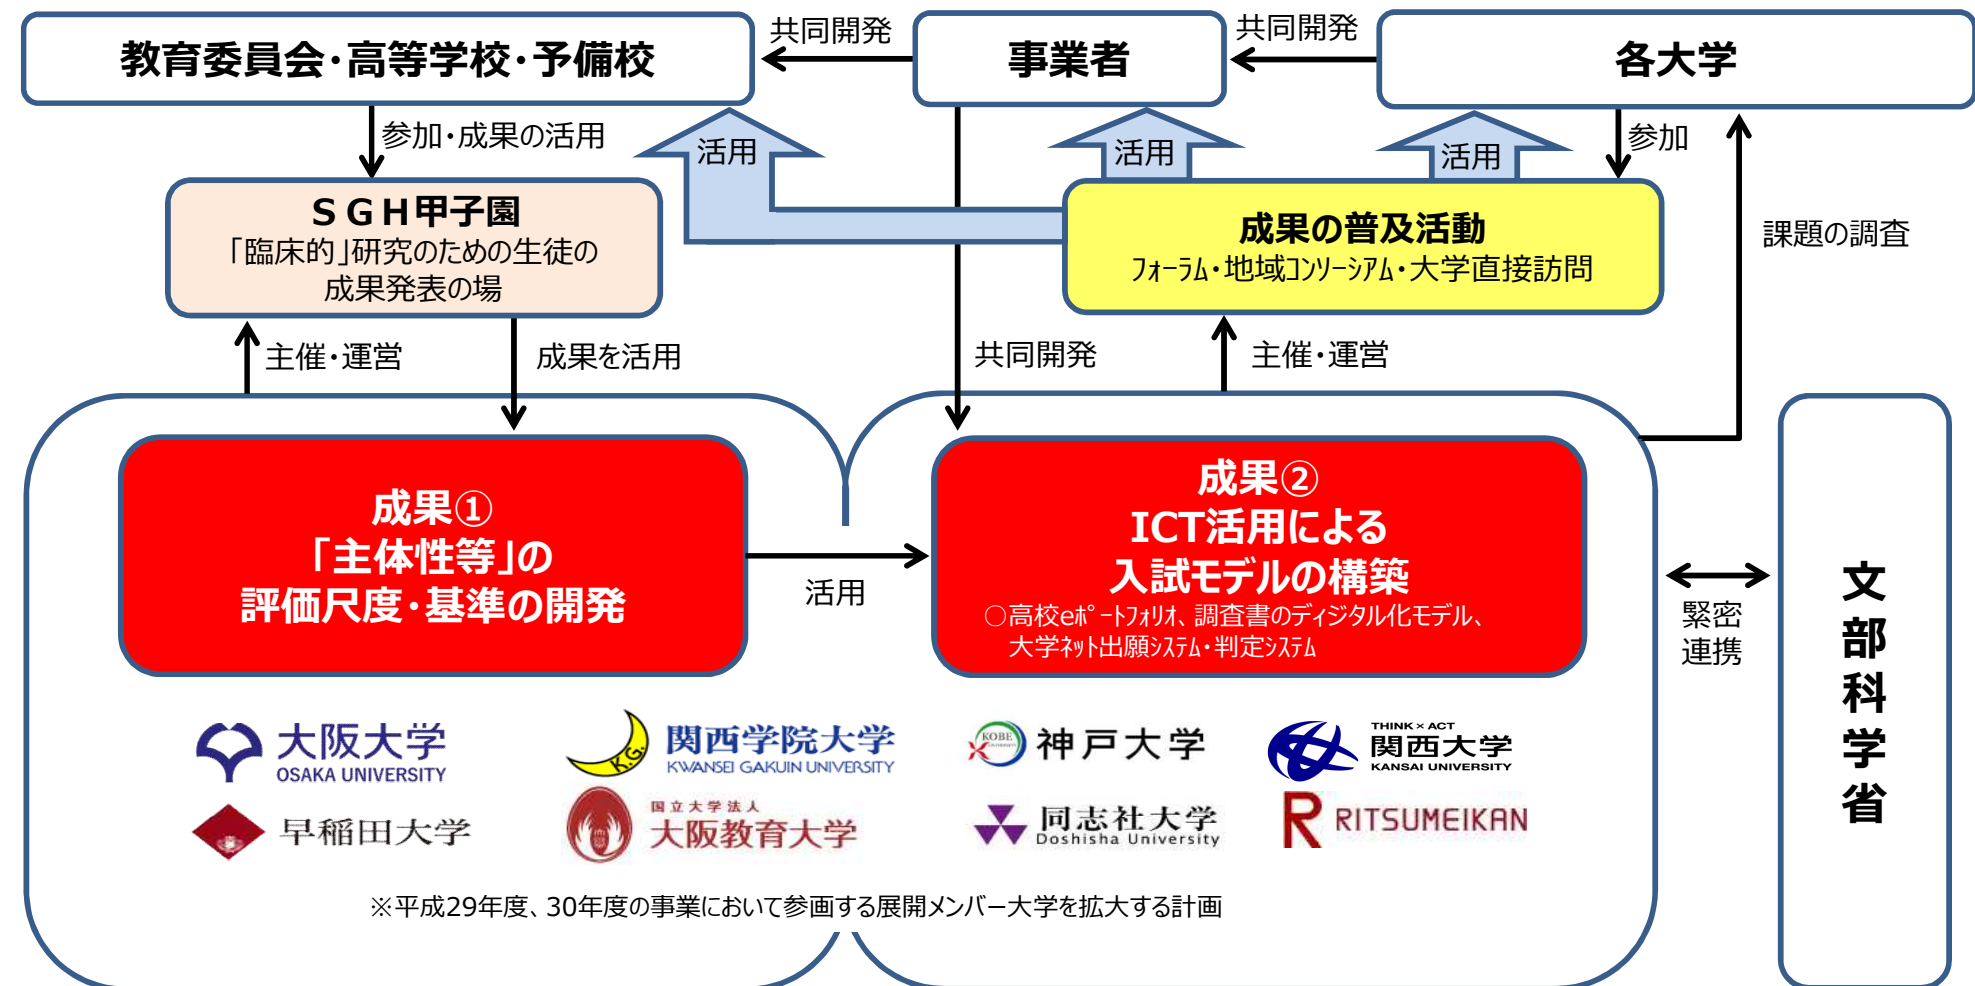 教育委員会・高等学校・予備校
共同開発
事業者
共同開発
各大学
参加・成果の活用
活用
活用
活用
参加
SGH甲子園
「臨床的」研究のための生徒の
成果発表の場
成果の普及活動
フォーラム・地域コンソーシアム・大学直接訪問
課題の調査
主催・運営
成果を活用
共同開発
主催・運営
成果①
「主体性等」の
評価尺度・基準の開発
活用
成果②
ICT活用による
入試モデルの構築
○高校eポートフォリオ、調査書のディジタル化モデル、
大学ネット出願システム・判定システム
緊密
連携
文部科学省
大阪大学
OSAKA UNIVERSITY
K.G.
関西学院大学
KWANSEI GAKUIN UNIVERSITY
KOBE
神戸大学
THINK×ACT
関西大学
KANSAI UNIVERSITY
早稲田大学
国立大学法人
大阪教育大学
同志社大学
Doshisha University
R RITSUMEIKAN
※平成29年度、30年度の事業において参画する展開メンバー大学を拡大する計画